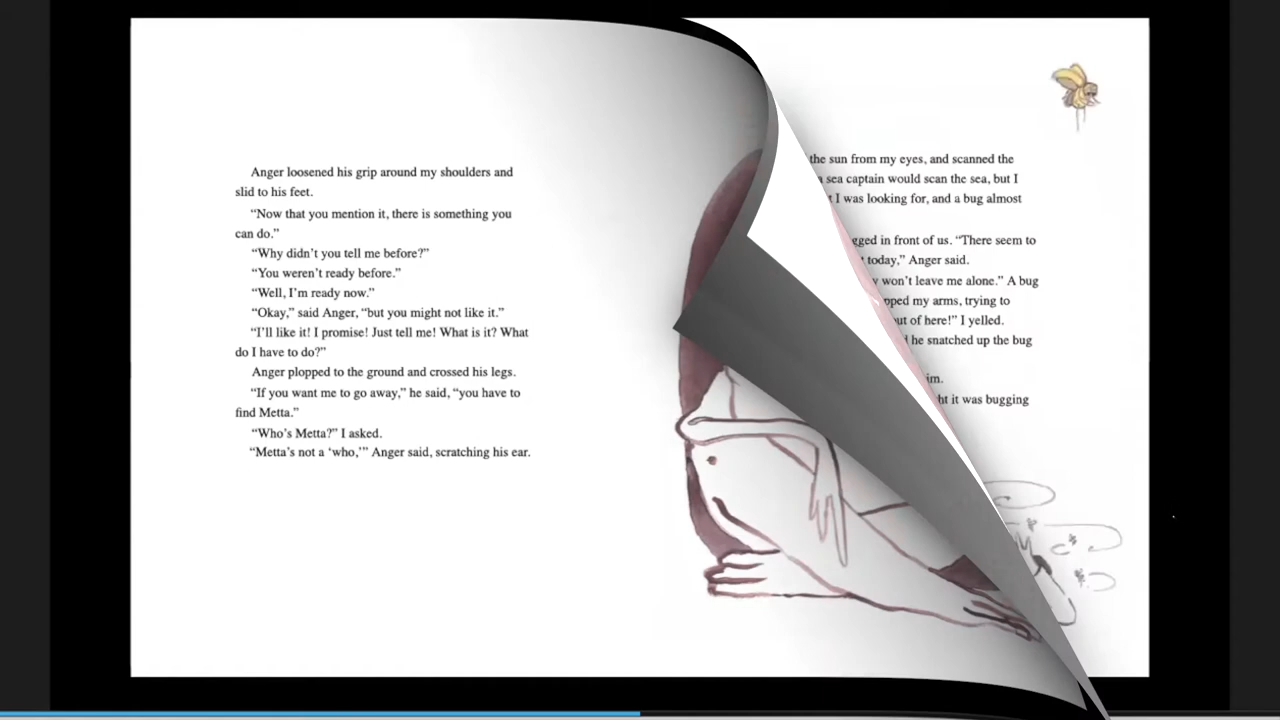 Anger loosened his grip around my shoulders and
slid to his feet.
“Now that you mention it, there is something you
can do.”
“Why didn’t you tell me before?”
“You weren’t ready before.”
“Well, I’m ready now.”
“Okay,” said Anger, “but you might not like it.”
“I’ll like it! I promise! Just tell me! What is it? What
do I have to do?”
Anger plopped to the ground and crossed his legs.
“If you want me to go away,” he said, “you have to
find Metta.”
“Who’s Metta?” I asked.
“Metta’s not a ‘who,’” Anger said, scratching his ear.
the sun from my eyes, and scanned the
sea captain would scan the sea, but I
I was looking for, and a bug almost
in front of us. “There seem to
today,” Anger said.
won’t leave me alone.” A bug
my arms, trying to
of here!” I yelled.
he snatched up the bug
it was bugging